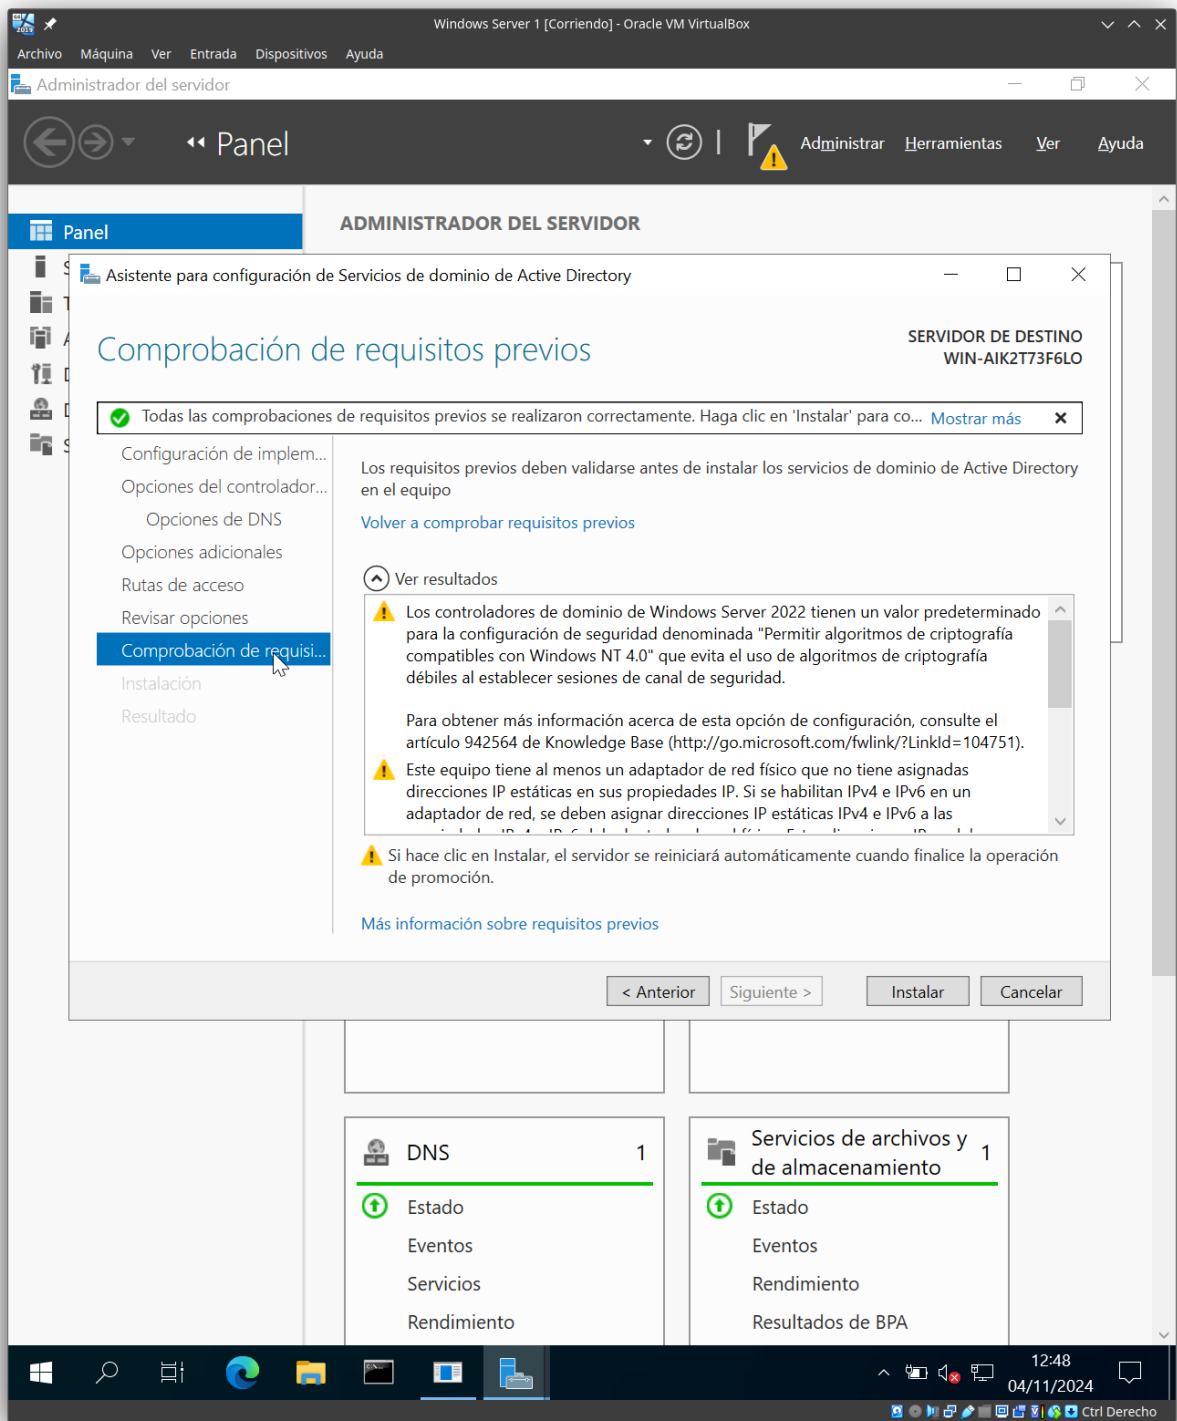 Windows Server 1 [Corriendo] - Oracle VM VirtualBox
Archivo Máquina Ver Entrada Dispositivos Ayuda
Administrador del servidor
Panel
Administrar Herramientas Ver Ayuda
Panel
ADMINISTRADOR DEL SERVIDOR
Asistente para configuración de Servicios de dominio de Active Directory
Comprobación de requisitos previos
SERVIDOR DE DESTINO
WIN-AIK2T73F6LO
Todas las comprobaciones de requisitos previos se realizaron correctamente. Haga clic en 'Instalar' para co... Mostrar más
Configuración de implem...
Opciones del controlador...
Opciones de DNS
Opciones adicionales
Rutas de acceso
Revisar opciones
Comprobación de requisi...
Instalación
Resultado
Los requisitos previos deben validarse antes de instalar los servicios de dominio de Active Directory
en el equipo
Volver a comprobar requisitos previos
Ver resultados
Los controladores de dominio de Windows Server 2022 tienen un valor predeterminado
para la configuración de seguridad denominada "Permitir algoritmos de criptografía
compatibles con Windows NT 4.0" que evita el uso de algoritmos de criptografía
débiles al establecer sesiones de canal de seguridad.
Para obtener más información acerca de esta opción de configuración, consulte el
artículo 942564 de Knowledge Base (http://go.microsoft.com/fwlink/?LinkId=104751).
Este equipo tiene al menos un adaptador de red físico que no tiene asignadas
direcciones IP estáticas en sus propiedades IP. Si se habilitan IPv4 e IPv6 en un
adaptador de red, se deben asignar direcciones IP estáticas IPv4 e IPv6 a las
Si hace clic en Instalar, el servidor se reiniciará automáticamente cuando finalice la operación
de promoción.
Más información sobre requisitos previos
< Anterior Siguiente > Instalar Cancelar
DNS 1
Estado
Eventos
Servicios
Rendimiento
Servicios de archivos y
de almacenamiento 1
Estado
Eventos
Rendimiento
Resultados de BPA
12:48
04/11/2024
Ctrl Derecho